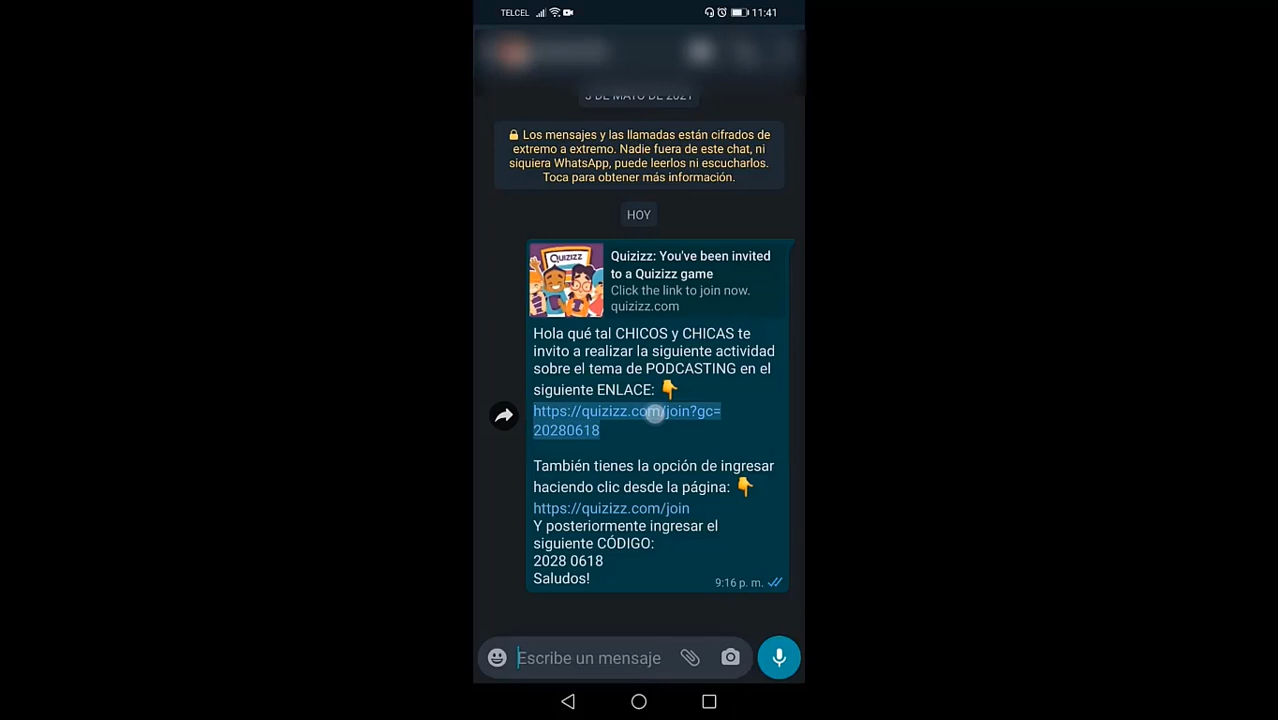 TELCEL
11:41
3 DE MAYO DE 2021
🔒 Los mensajes y las llamadas están cifrados de
extremo a extremo. Nadie fuera de este chat, ni
siquiera WhatsApp, puede leerlos ni escucharlos.
Toca para obtener más información.
HOY
QUIZIZZ
Quizizz: You've been invited
to a Quizizz game
Click the link to join now.
quizizz.com
Hola qué tal CHICOS y CHICAS te
invito a realizar la siguiente actividad
sobre el tema de PODCASTING en el
siguiente ENLACE: 👇
https://quizizz.com/join?gc=
20280618
También tienes la opción de ingresar
haciendo clic desde la página: 👇
https://quizizz.com/join
Y posteriormente ingresar el
siguiente CÓDIGO:
2028 0618
Saludos!
9:16 p. m.
Escribe un mensaje